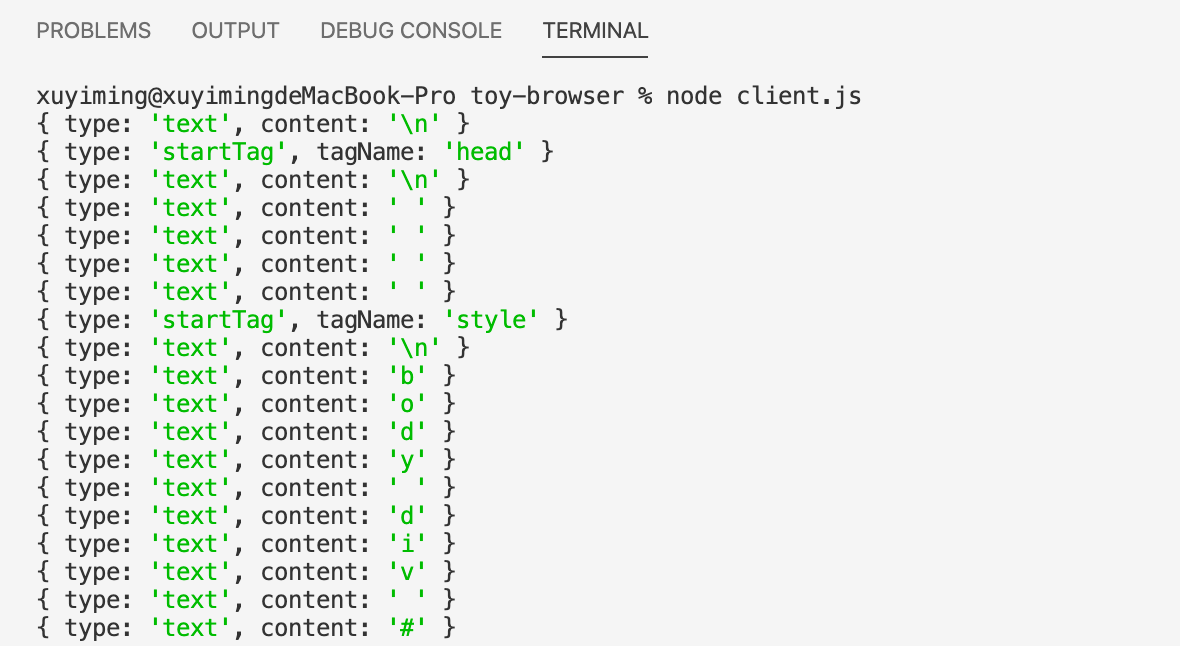 PROBLEMS OUTPUT DEBUG CONSOLE TERMINAL
xuyiming@xuyimingdeMacBook-Pro toy-browser % node client.js
{ type: 'text', content: '\n' }
{ type: 'startTag', tagName: 'head' }
{ type: 'text', content: '\n' }
{ type: 'text', content: ' ' }
{ type: 'text', content: ' ' }
{ type: 'text', content: ' ' }
{ type: 'text', content: ' ' }
{ type: 'startTag', tagName: 'style' }
{ type: 'text', content: '\n' }
{ type: 'text', content: 'b' }
{ type: 'text', content: 'o' }
{ type: 'text', content: 'd' }
{ type: 'text', content: 'y' }
{ type: 'text', content: ' ' }
{ type: 'text', content: 'd' }
{ type: 'text', content: 'i' }
{ type: 'text', content: 'v' }
{ type: 'text', content: ' ' }
{ type: 'text', content: '#' }